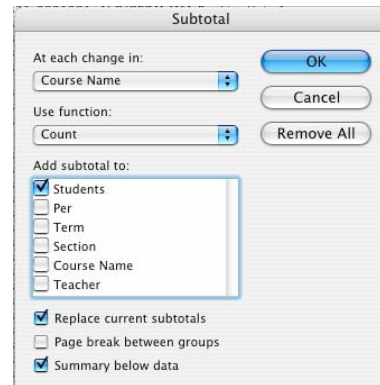 Subtotal
At each change in:
Course Name
Use function:
Count
Add subtotal to:
Students
Per
Term
Section
Course Name
Teacher
Replace current subtotals
Page break between groups
Summary below data
OK
Cancel
Remove All